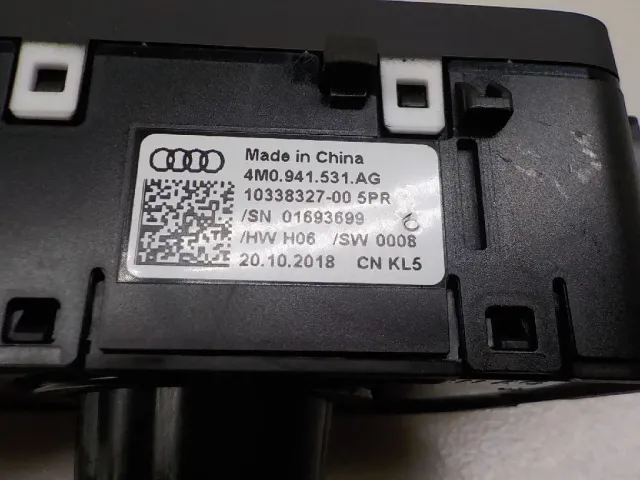 Made in China
4M0.941.531.AG
10338327-00 5PR
/SN 01693699
/HW H06 /SW 0008
20.10.2018 CN KL5